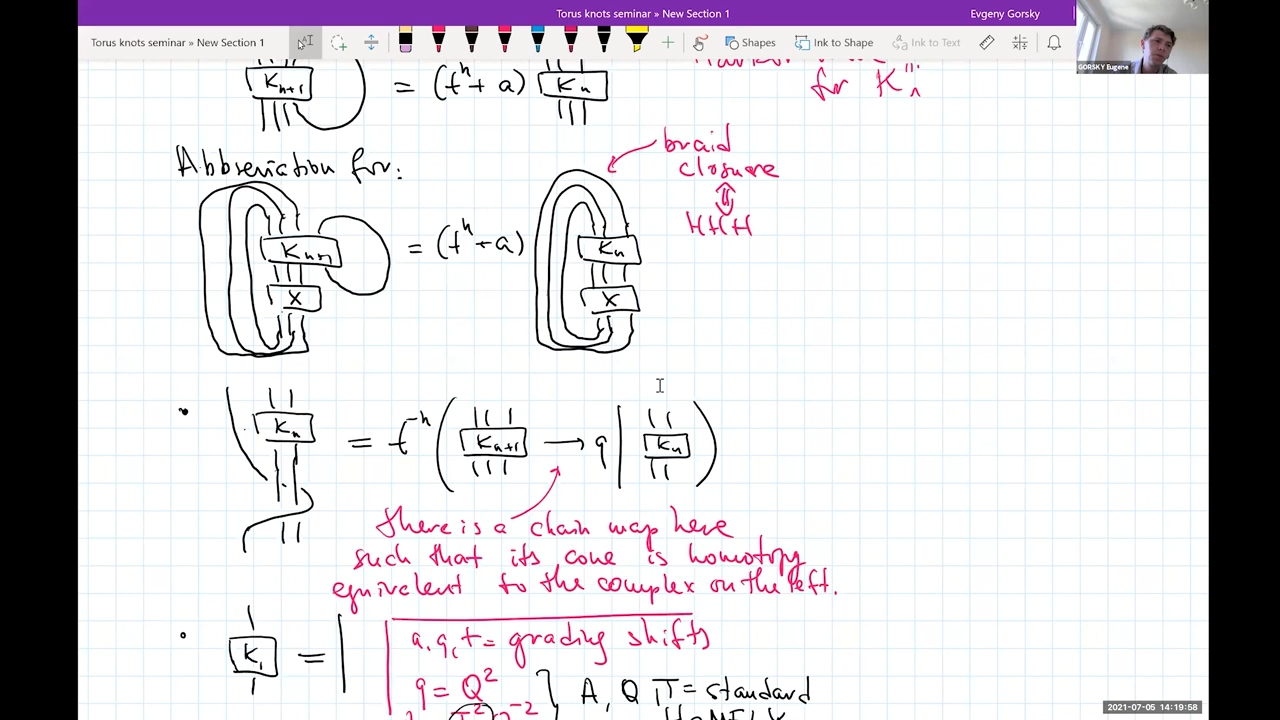 Torus knots seminar » New Section 1
Evgeny Gorsky
Torus knots seminar » New Section 1
Shapes
Ink to Shape
Ink to Text
GORSKY Eugene
K_{n+1} = (t^n + a) K_n
for K_n
Abbreviation for:
braid
closure
HHH
K_{n+1} = (t^n + a) K_n
X X
K_n = t^{-n} ( K_{n+1} → q | K_n )
there is a chain map here
such that its cone is homotopy
equivalent to the complex on the left.
K_1 = |
a, q, t = grading shifts
q = Q^2
A, Q, T = standard
2021-07-05 14:19:58